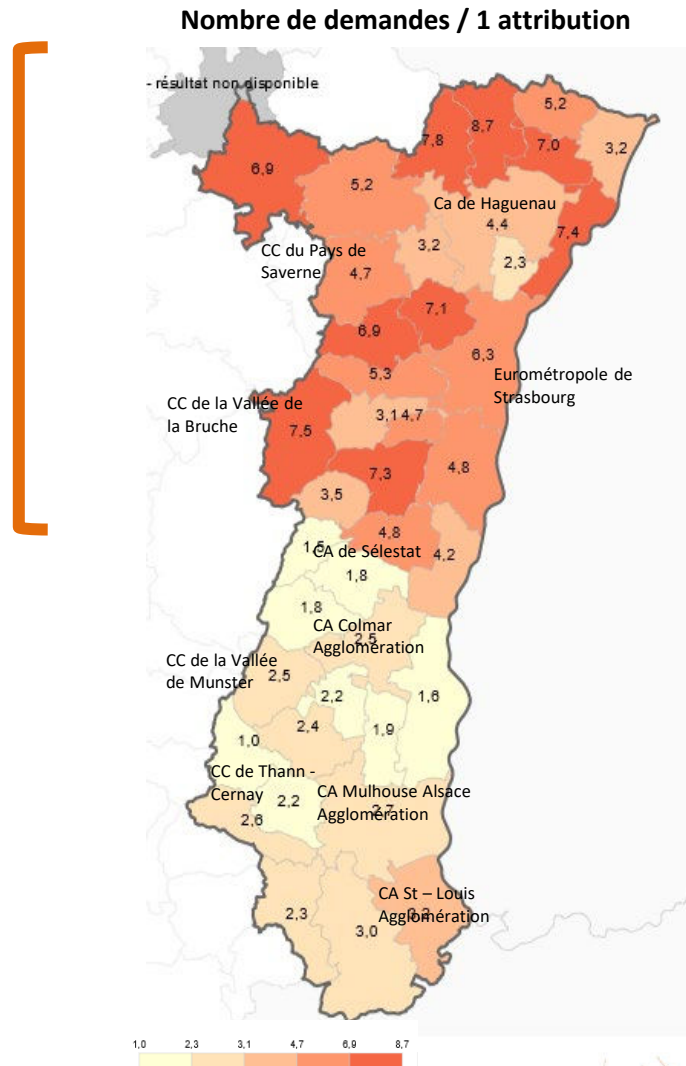 Nombre de demandes / 1 attribution
- résultat non disponible
5,2
8,7
7,8
7,0
3,2
6,9
5,2
Ca de Haguenau
4,4
7,4
CC du Pays de
Saverne
3,2
2,3
4,7
7,1
6,9
6,3
5,3
Eurométropole de
Strasbourg
CC de la Vallée de
la Bruche
3,1
4,7
7,5
7,3
4,8
3,5
4,8
4,2
1,5
CA de Sélestat
1,8
1,8
CA Colmar
Agglomération
2,5
CC de la Vallée
de Munster
2,5
2,2
1,6
2,4
1,9
1,0
CC de Thann -
Cernay
2,2
CA Mulhouse Alsace
Agglomération
2,7
2,6
CA St – Louis
Agglomération
2,3
3,0
1,0 2,3 3,1 4,7 6,9 8,7